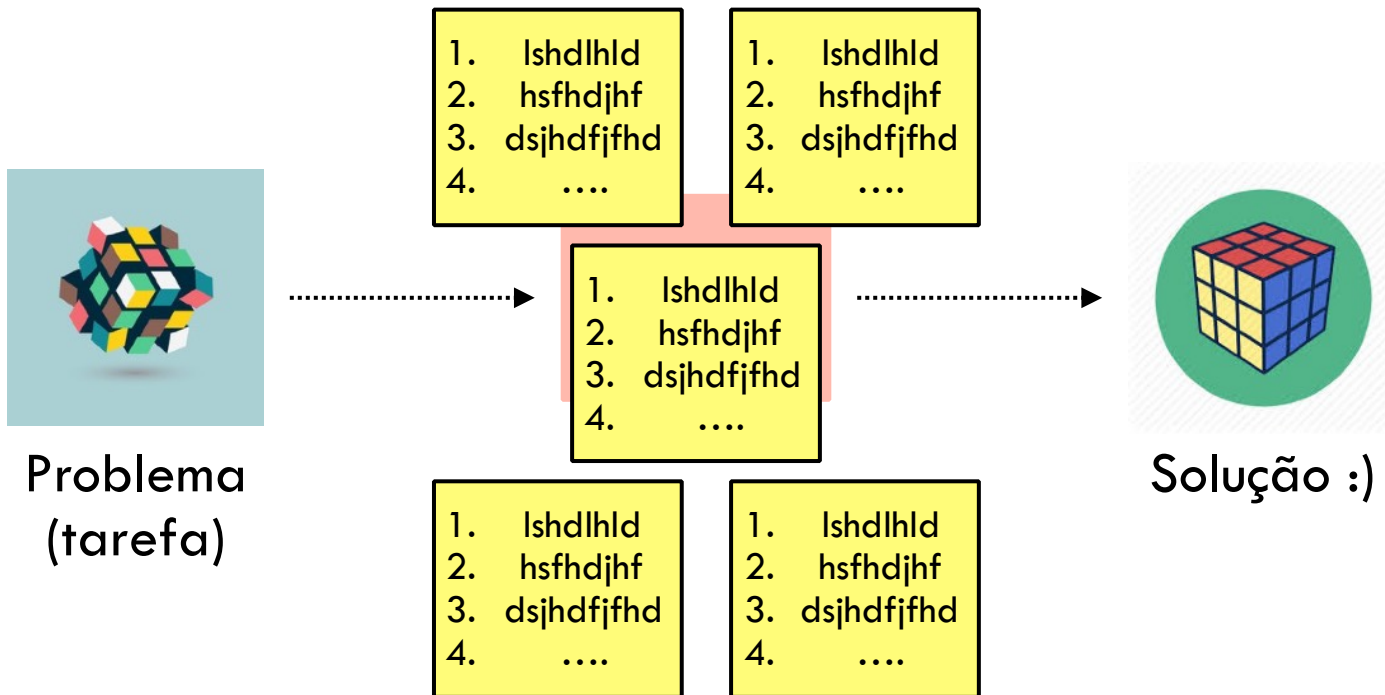 1. lshdlhld
2. hsfhdjhf
3. dsjhdfjfhd
4. ....
1. lshdlhld
2. hsfhdjhf
3. dsjhdfjfhd
4. ....
1. lshdlhld
2. hsfhdjhf
3. dsjhdfjfhd
4. ....
Problema
(tarefa)
Solução :)
1. lshdlhld
2. hsfhdjhf
3. dsjhdfjfhd
4. ....
1. lshdlhld
2. hsfhdjhf
3. dsjhdfjfhd
4. ....